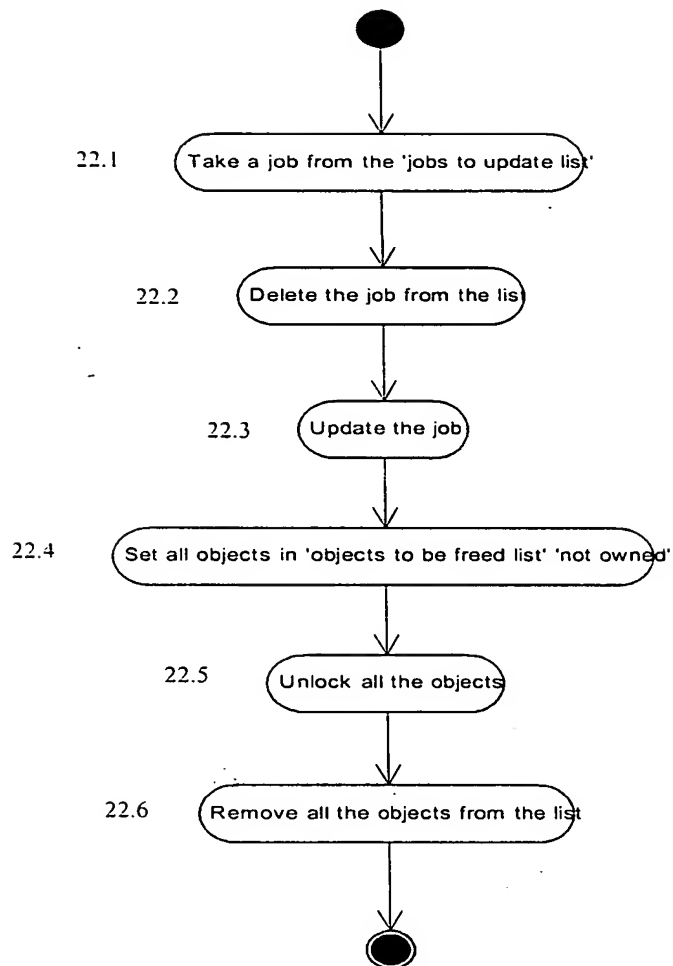 22.1 Take a job from the 'jobs to update list'
22.2 Delete the job from the list
22.3 Update the job
22.4 Set all objects in 'objects to be freed list' 'not owned'
22.5 Unlock all the objects
22.6 Remove all the objects from the list